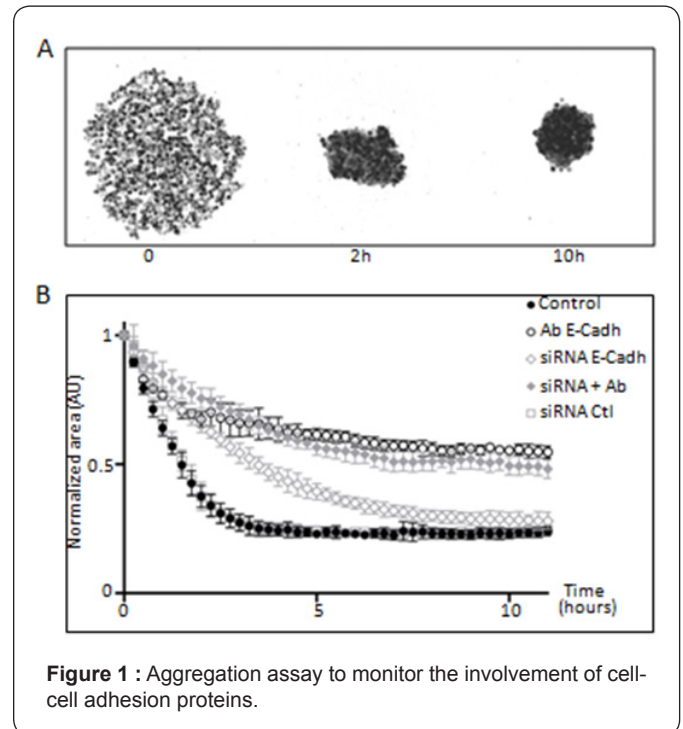 A
0 2h 10h
B
Control
Ab E-Cadh
siRNA E-Cadh
siRNA + Ab
siRNA Ctl
Normalized area (AU)
1
0.5
0
0 5 10
Time
(hours)
Figure 1 : Aggregation assay to monitor the involvement of cell-
cell adhesion proteins.